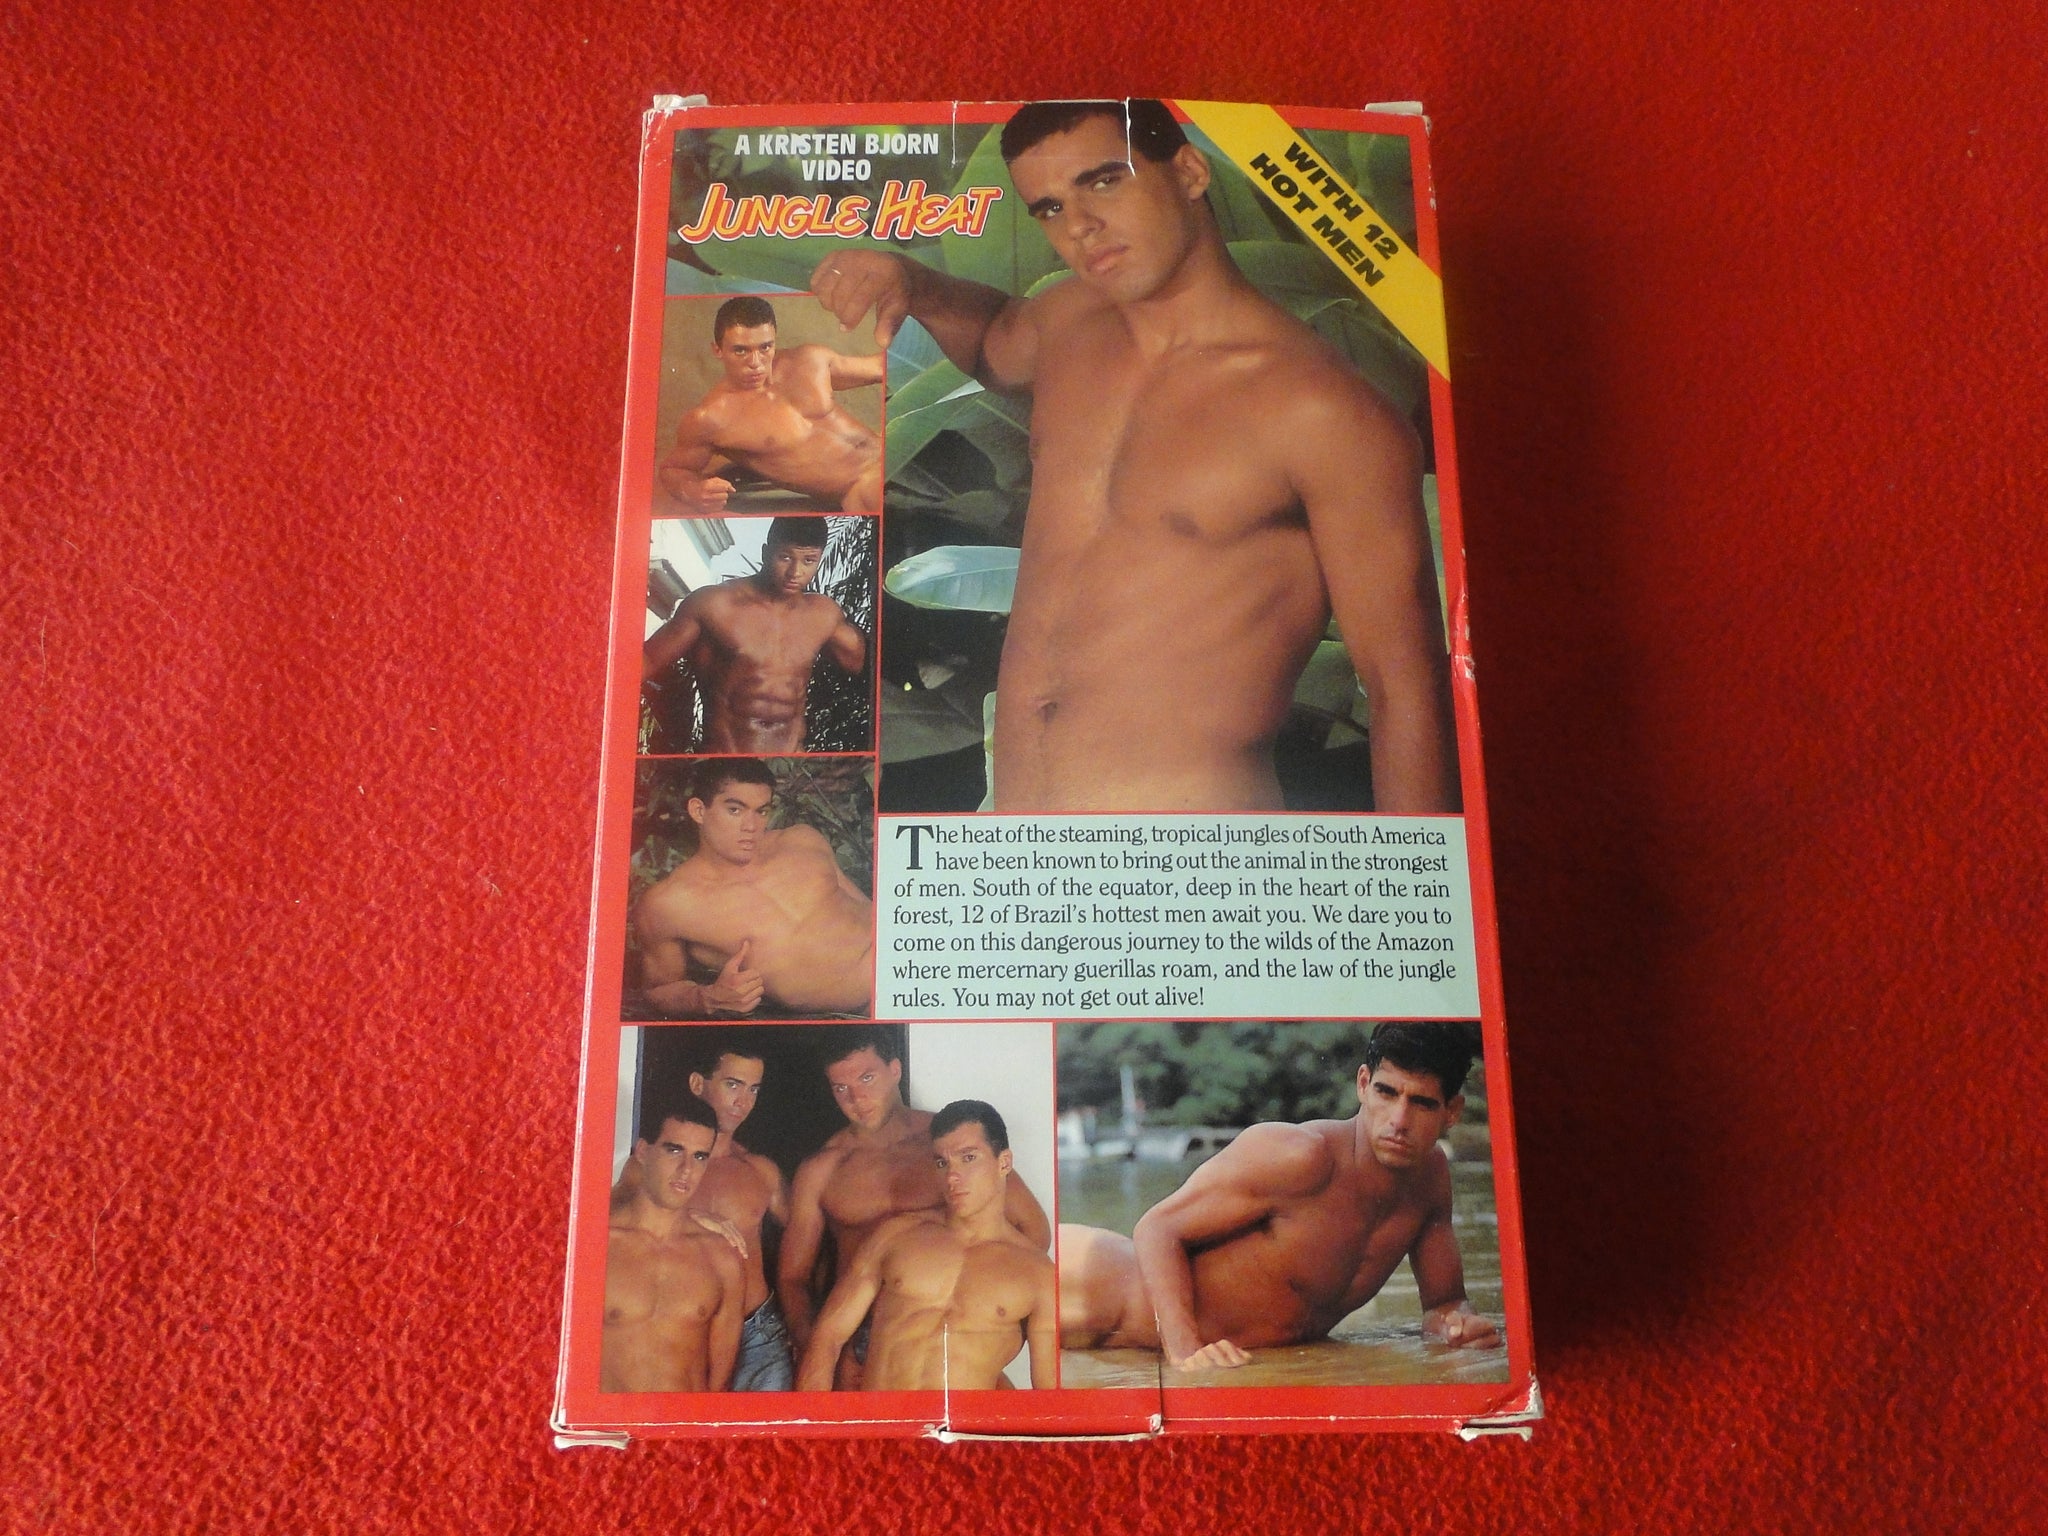 A KRISTEN BJORN
VIDEO
JUNGLE HEAT
WITH 12
HOT MEN
The heat of the steaming, tropical jungles of South America
have been known to bring out the animal in the strongest
of men. South of the equator, deep in the heart of the rain
forest, 12 of Brazil's hottest men await you. We dare you to
come on this dangerous journey to the wilds of the Amazon
where mercernary guerillas roam, and the law of the jungle
rules. You may not get out alive!